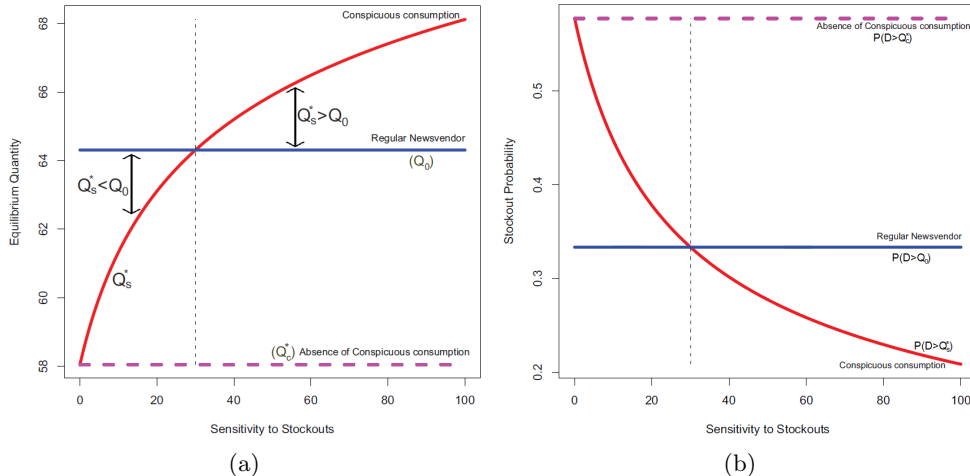 68
66
64
62
60
58
0
20
40
60
80
100
Equilibrium Quantity
Sensitivity to Stockouts
Conspicuous consumption
Q*s>Q0
Regular Newsvendor
(Q0)
Q*s<Q0
Q*s
(Q*c) Absence of Conspicuous consumption
(a)
0.5
0.4
0.3
0.2
0
20
40
60
80
100
Stockout Probability
Sensitivity to Stockouts
Absence of Conspicuous consumption
P(D>Q*c)
Regular Newsvendor
P(D>Q0)
P(D>Q*s)
Conspicuous consumption
(b)